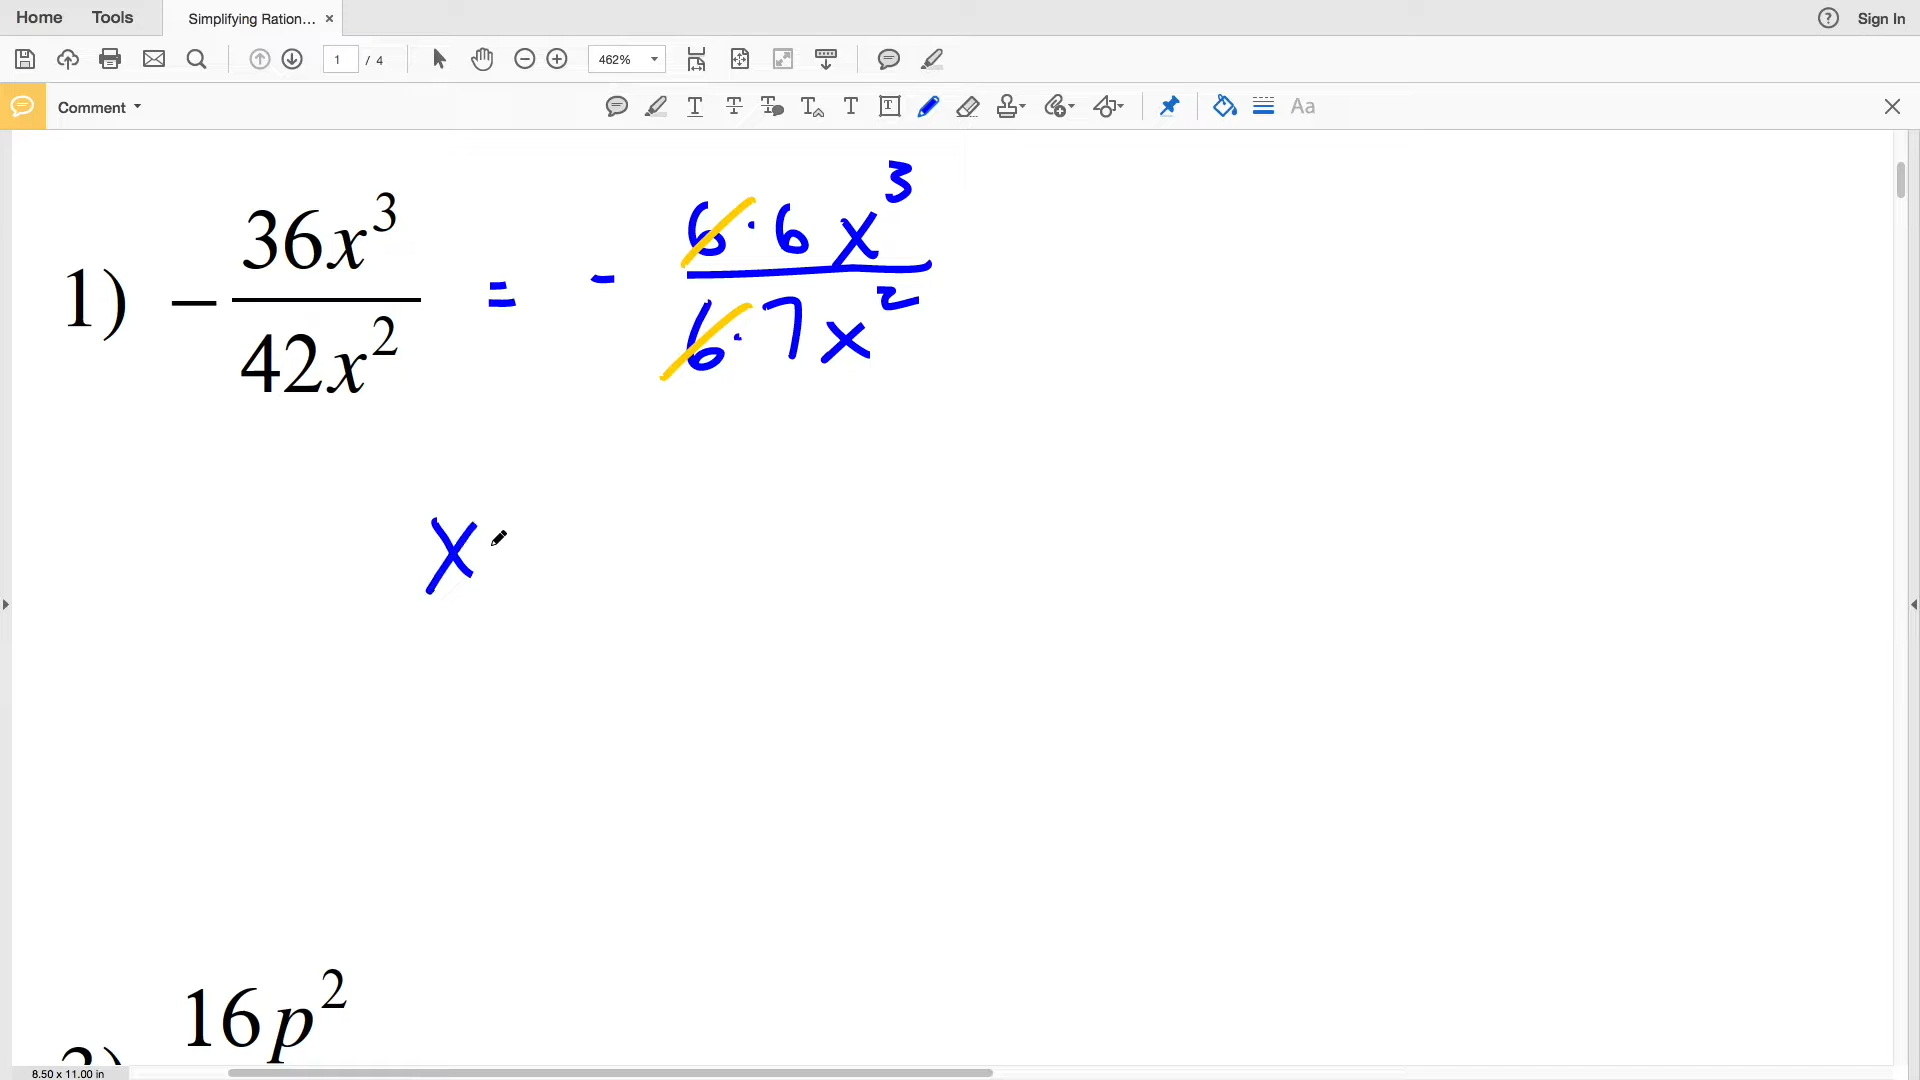 Home Tools Simplifying Ration... × ? Sign In
1 / 4 462%
Comment T T T T T T Aa
1) −36x³/42x² = - 6·6x³/6·7x²
x
16p²
8.50 x 11.00 in